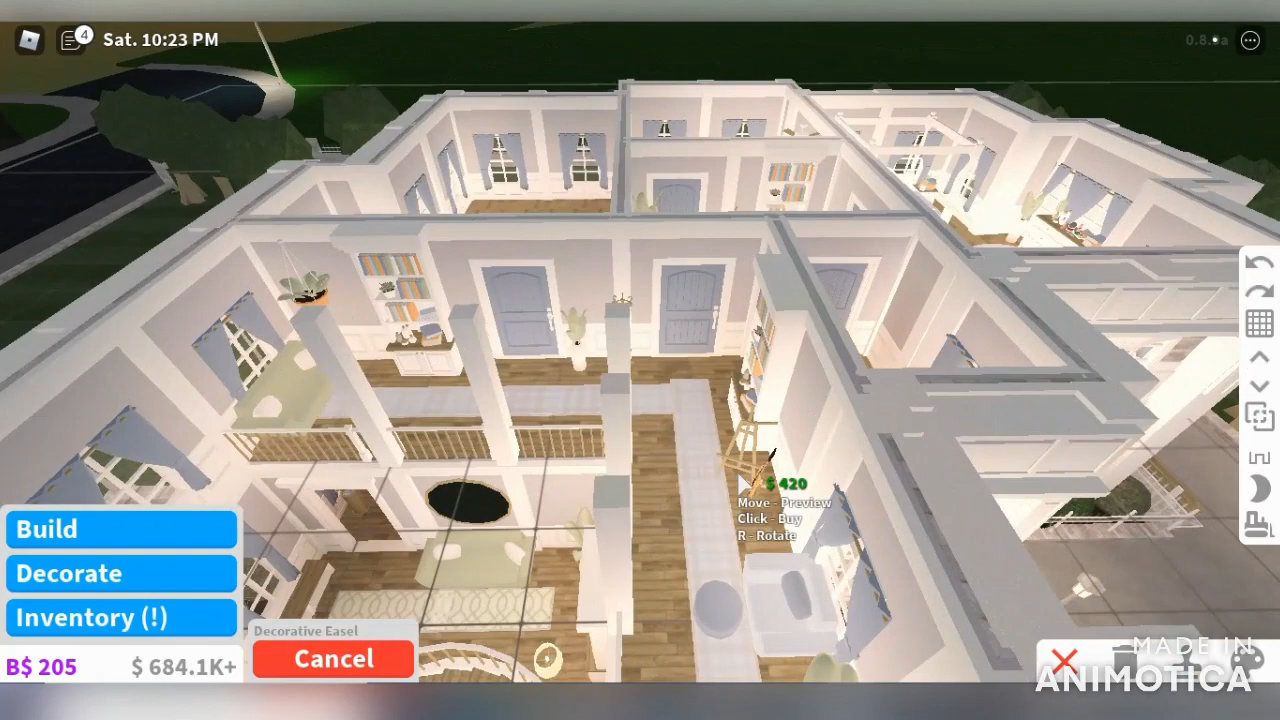 4
Sat. 10:23 PM
$ 420
Move - Preview
Click - Buy
R - Rotate
Build
Decorate
Inventory (!)
Decorative Easel
Cancel
B$ 205
$ 684.1K+
MADE IN
ANIMOTICA